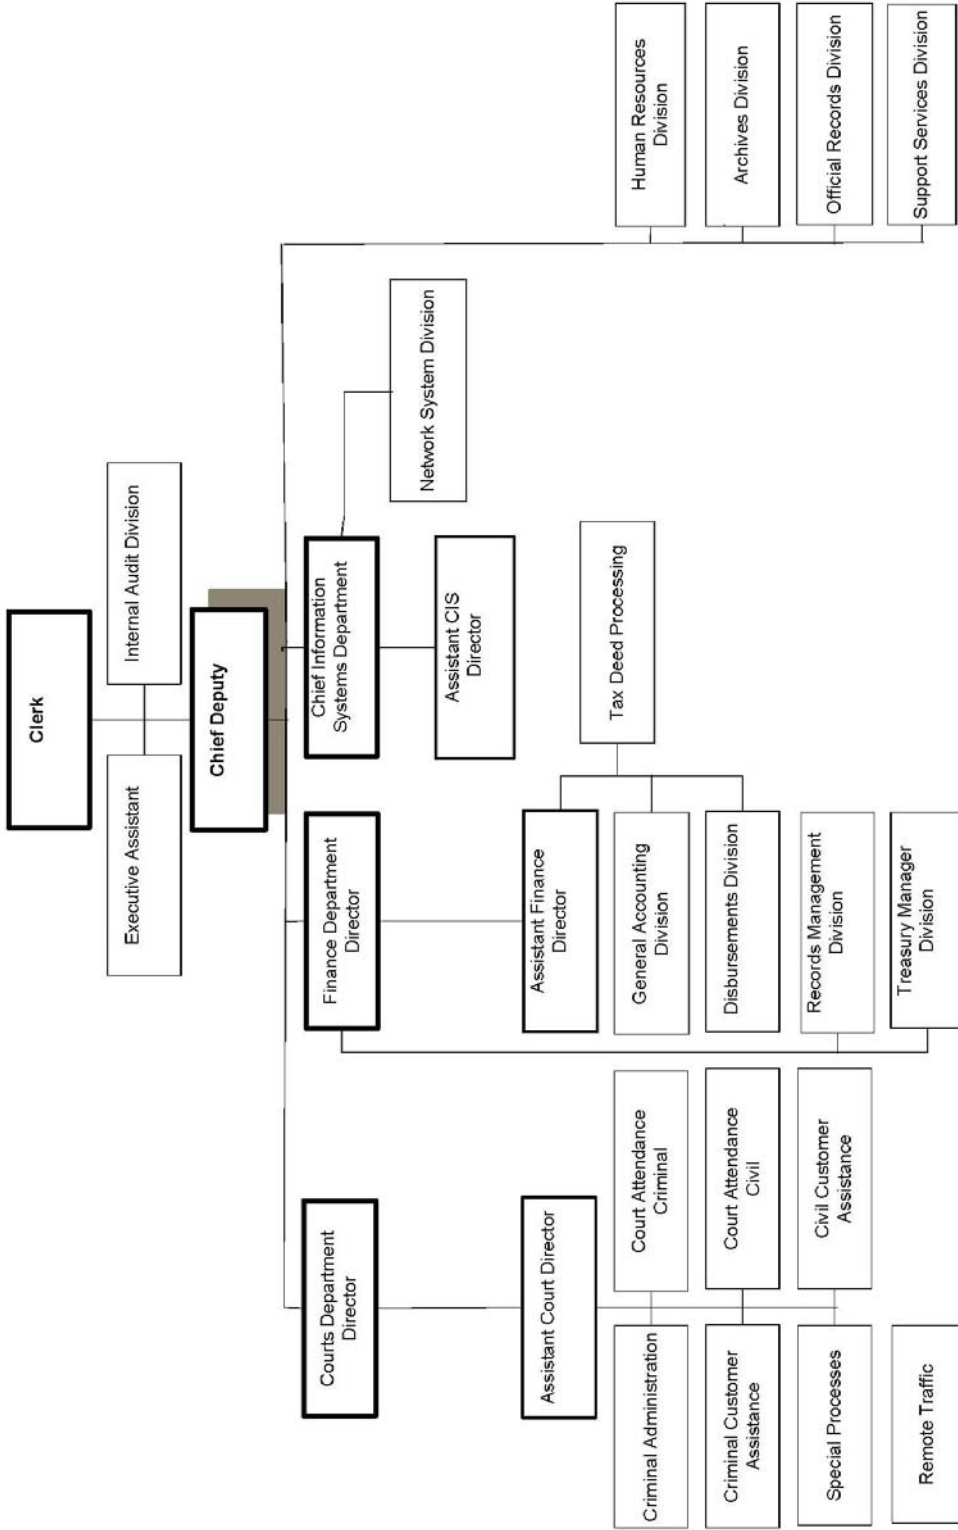 Clerk
Executive Assistant
Internal Audit Division
Chief Deputy
Courts Department
Director
Finance Department
Director
Chief Information
Systems Department
Network System Division
Assistant CIS
Director
Assistant Court Director
Assistant Finance
Director
Tax Deed Processing
Criminal Administration
Court Attendance
Criminal
General Accounting
Division
Human Resources
Division
Criminal Customer
Assistance
Court Attendance
Civil
Disbursements Division
Archives Division
Special Processes
Civil Customer
Assistance
Records Management
Division
Official Records Division
Remote Traffic
Treasury Manager
Division
Support Services Division